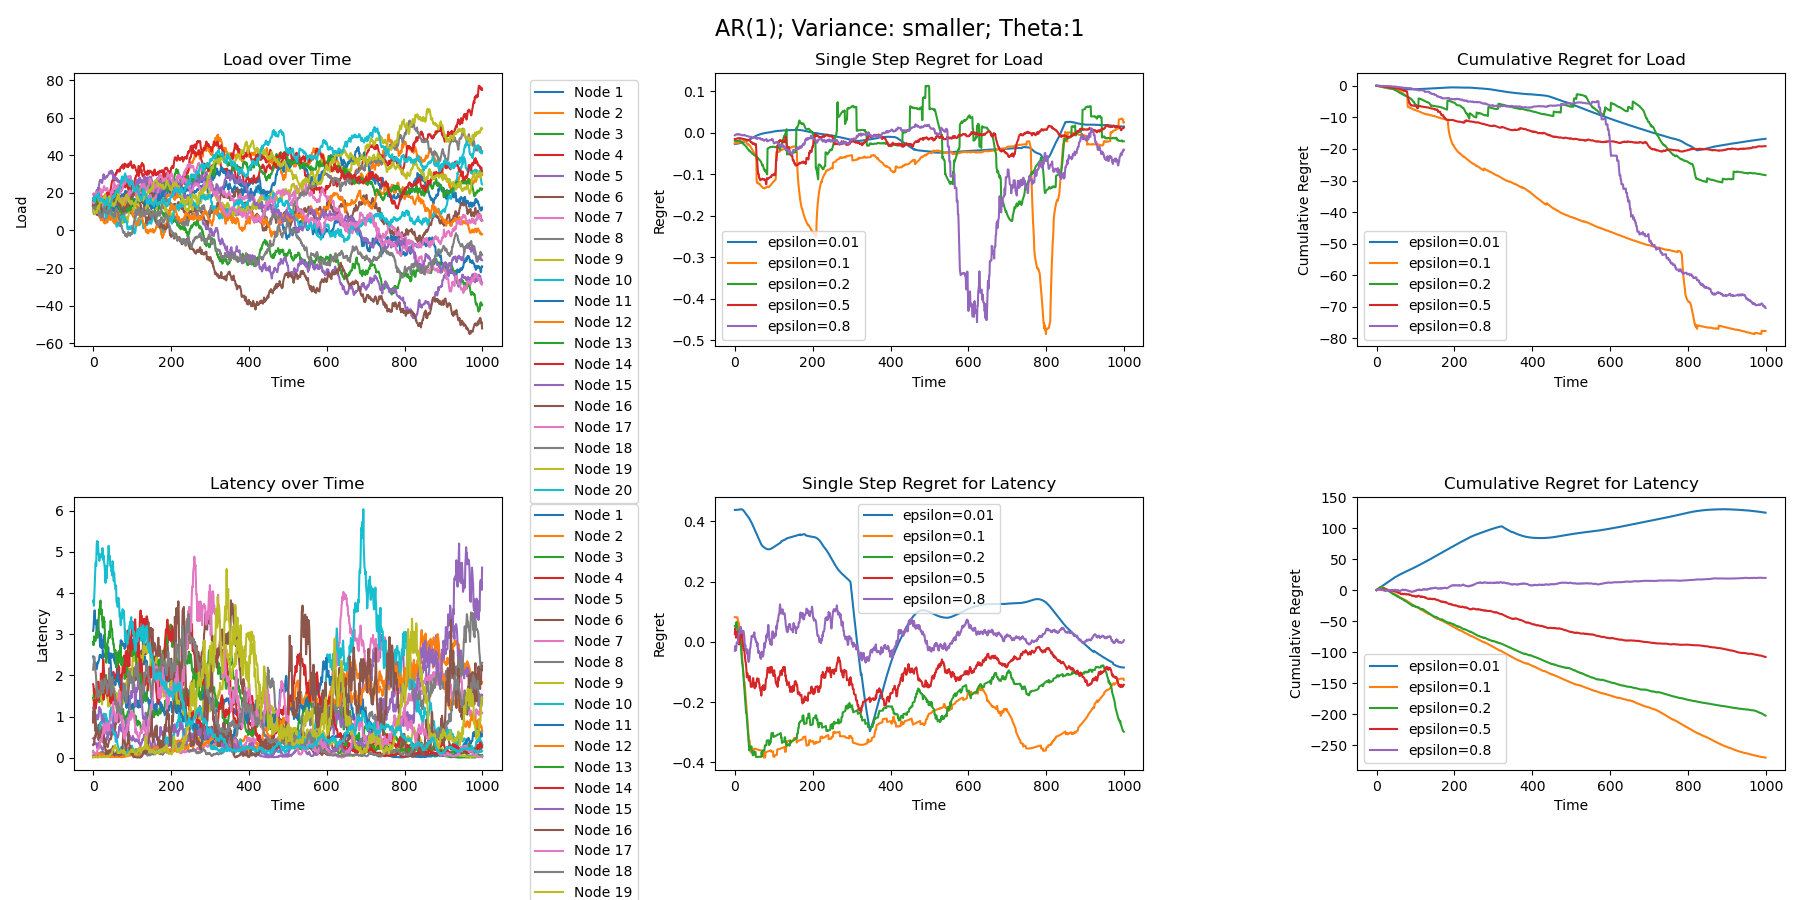 AR(1); Variance: smaller; Theta:1
Load over Time
Load
80
60
40
20
0
−20
−40
−60
0 200 400 600 800 1000
Time
Node 1
Node 2
Node 3
Node 4
Node 5
Node 6
Node 7
Node 8
Node 9
Node 10
Node 11
Node 12
Node 13
Node 14
Node 15
Node 16
Node 17
Node 18
Node 19
Node 20
Single Step Regret for Load
Regret
0.1
0.0
−0.1
−0.2
−0.3
−0.4
−0.5
epsilon=0.01
epsilon=0.1
epsilon=0.2
epsilon=0.5
epsilon=0.8
0 200 400 600 800 1000
Time
Cumulative Regret for Load
Cumulative Regret
0
−10
−20
−30
−40
−50
−60
−70
−80
epsilon=0.01
epsilon=0.1
epsilon=0.2
epsilon=0.5
epsilon=0.8
0 200 400 600 800 1000
Time
Latency over Time
Latency
6
5
4
3
2
1
0
0 200 400 600 800 1000
Time
Node 1
Node 2
Node 3
Node 4
Node 5
Node 6
Node 7
Node 8
Node 9
Node 10
Node 11
Node 12
Node 13
Node 14
Node 15
Node 16
Node 17
Node 18
Node 19
Single Step Regret for Latency
Regret
0.4
0.2
0.0
−0.2
−0.4
epsilon=0.01
epsilon=0.1
epsilon=0.2
epsilon=0.5
epsilon=0.8
0 200 400 600 800 1000
Time
Cumulative Regret for Latency
Cumulative Regret
150
100
50
0
−50
−100
−150
−200
−250
epsilon=0.01
epsilon=0.1
epsilon=0.2
epsilon=0.5
epsilon=0.8
0 200 400 600 800 1000
Time